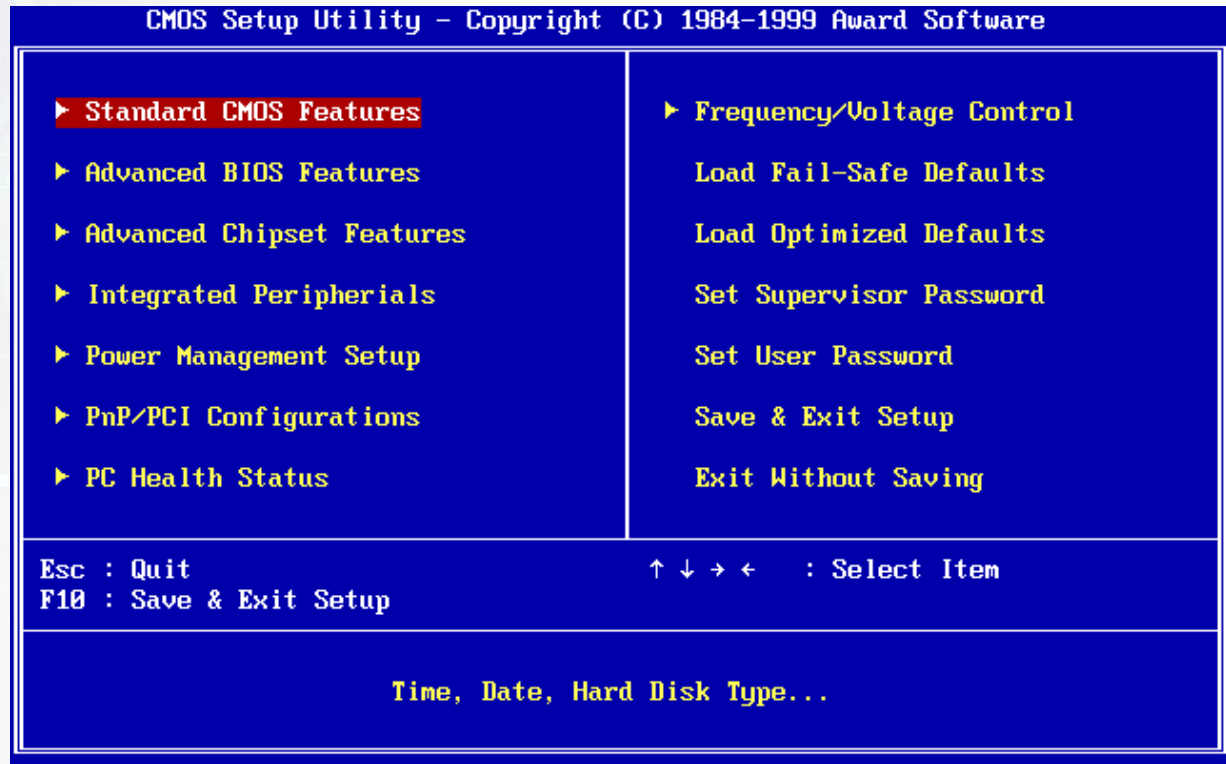 CMOS Setup Utility – Copyright (C) 1984–1999 Award Software
▶ Standard CMOS Features
▶ Advanced BIOS Features
▶ Advanced Chipset Features
▶ Integrated Peripherials
▶ Power Management Setup
▶ PnP/PCI Configurations
▶ PC Health Status
▶ Frequency/Voltage Control
Load Fail–Safe Defaults
Load Optimized Defaults
Set Supervisor Password
Set User Password
Save & Exit Setup
Exit Without Saving
Esc : Quit
F10 : Save & Exit Setup
↑ ↓ → ← : Select Item
Time, Date, Hard Disk Type...